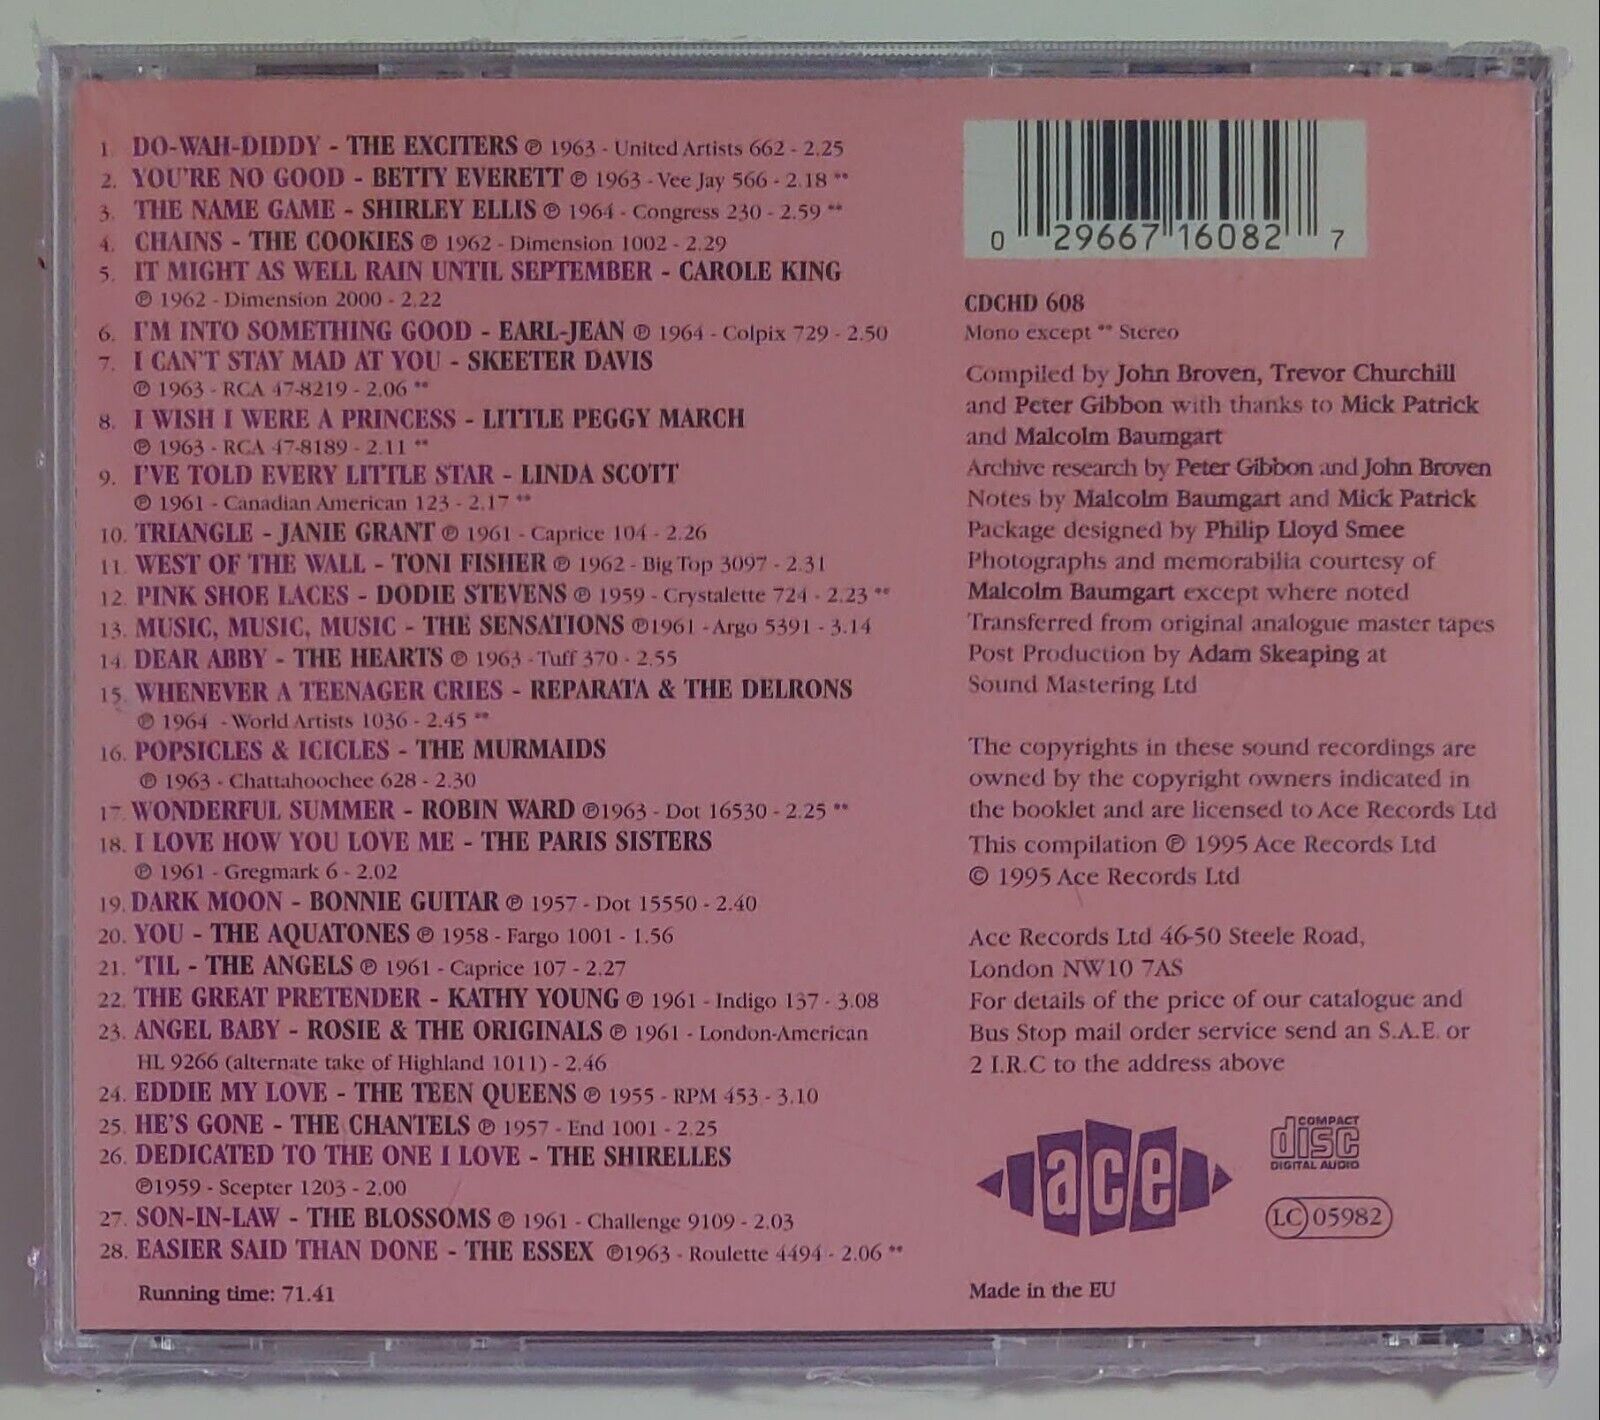 1. DO-WAH-DIDDY - THE EXCITERS ℗ 1963 - United Artists 662 - 2.25
2. YOU'RE NO GOOD - BETTY EVERETT ℗ 1963 - Vee Jay 566 - 2.18 **
3. THE NAME GAME - SHIRLEY ELLIS ℗ 1964 - Congress 230 - 2.59 **
4. CHAINS - THE COOKIES ℗ 1962 - Dimension 1002 - 2.29
5. IT MIGHT AS WELL RAIN UNTIL SEPTEMBER - CAROLE KING
℗ 1962 - Dimension 2000 - 2.22
6. I'M INTO SOMETHING GOOD - EARL-JEAN ℗ 1964 - Colpix 729 - 2.50
7. I CAN'T STAY MAD AT YOU - SKEETER DAVIS
℗ 1963 - RCA 47-8219 - 2.06 **
8. I WISH I WERE A PRINCESS - LITTLE PEGGY MARCH
℗ 1963 - RCA 47-8189 - 2.11 **
9. I'VE TOLD EVERY LITTLE STAR - LINDA SCOTT
℗ 1961 - Canadian American 123 - 2.17 **
10. TRIANGLE - JANIE GRANT ℗ 1961 - Caprice 104 - 2.26
11. WEST OF THE WALL - TONI FISHER ℗ 1962 - Big Top 3097 - 2.31
12. PINK SHOE LACES - DODIE STEVENS ℗ 1959 - Crystalette 724 - 2.23 **
13. MUSIC, MUSIC, MUSIC - THE SENSATIONS ℗1961 - Argo 5391 - 3.14
14. DEAR ABBY - THE HEARTS ℗ 1963 - Tuff 370 - 2.55
15. WHENEVER A TEENAGER CRIES - REPARATA & THE DELRONS
℗ 1964 - World Artists 1036 - 2.45 **
16. POPSICLES & ICICLES - THE MURMAIDS
℗ 1963 - Chattahoochee 628 - 2.30
17. WONDERFUL SUMMER - ROBIN WARD ℗1963 - Dot 16530 - 2.25 **
18. I LOVE HOW YOU LOVE ME - THE PARIS SISTERS
℗ 1961 - Gregmark 6 - 2.02
19. DARK MOON - BONNIE GUITAR ℗ 1957 - Dot 15550 - 2.40
20. YOU - THE AQUATONES ℗ 1958 - Fargo 1001 - 1.56
21. 'TIL - THE ANGELS ℗ 1961 - Caprice 107 - 2.27
22. THE GREAT PRETENDER - KATHY YOUNG ℗ 1961 - Indigo 137 - 3.08
23. ANGEL BABY - ROSIE & THE ORIGINALS ℗ 1961 - London-American
HL 9266 (alternate take of Highland 1011) - 2.46
24. EDDIE MY LOVE - THE TEEN QUEENS ℗ 1955 - RPM 453 - 3.10
25. HE'S GONE - THE CHANTELS ℗ 1957 - End 1001 - 2.25
26. DEDICATED TO THE ONE I LOVE - THE SHIRELLES
℗1959 - Scepter 1203 - 2.00
27. SON-IN-LAW - THE BLOSSOMS ℗ 1961 - Challenge 9109 - 2.03
28. EASIER SAID THAN DONE - THE ESSEX ℗1963 - Roulette 4494 - 2.06 **
Running time: 71.41
0 29667 16082 7
CDCHD 608
Mono except ** Stereo
Compiled by John Broven, Trevor Churchill
and Peter Gibbon with thanks to Mick Patrick
and Malcolm Baumgart
Archive research by Peter Gibbon and John Broven
Notes by Malcolm Baumgart and Mick Patrick
Package designed by Philip Lloyd Smee
Photographs and memorabilia courtesy of
Malcolm Baumgart except where noted
Transferred from original analogue master tapes
Post Production by Adam Skeaping at
Sound Mastering Ltd
The copyrights in these sound recordings are
owned by the copyright owners indicated in
the booklet and are licensed to Ace Records Ltd
This compilation ℗ 1995 Ace Records Ltd
© 1995 Ace Records Ltd
Ace Records Ltd 46-50 Steele Road,
London NW10 7AS
For details of the price of our catalogue and
Bus Stop mail order service send an S.A.E. or
2 I.R.C to the address above
ace
COMPACT
disc
DIGITAL AUDIO
LC 05982
Made in the EU